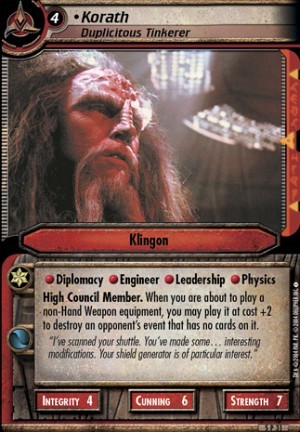 4
•Korath
Duplicitous Tinkerer
Klingon
Diplomacy • Engineer • Leadership • Physics
High Council Member. When you are about to play a
non-Hand Weapon equipment, you may play it at cost +2
to destroy an opponent's event that has no cards on it.
"I've scanned your shuttle. You've made some... interesting
modifications. Your shield generator is of particular interest."
INTEGRITY 4 CUNNING 6 STRENGTH 7